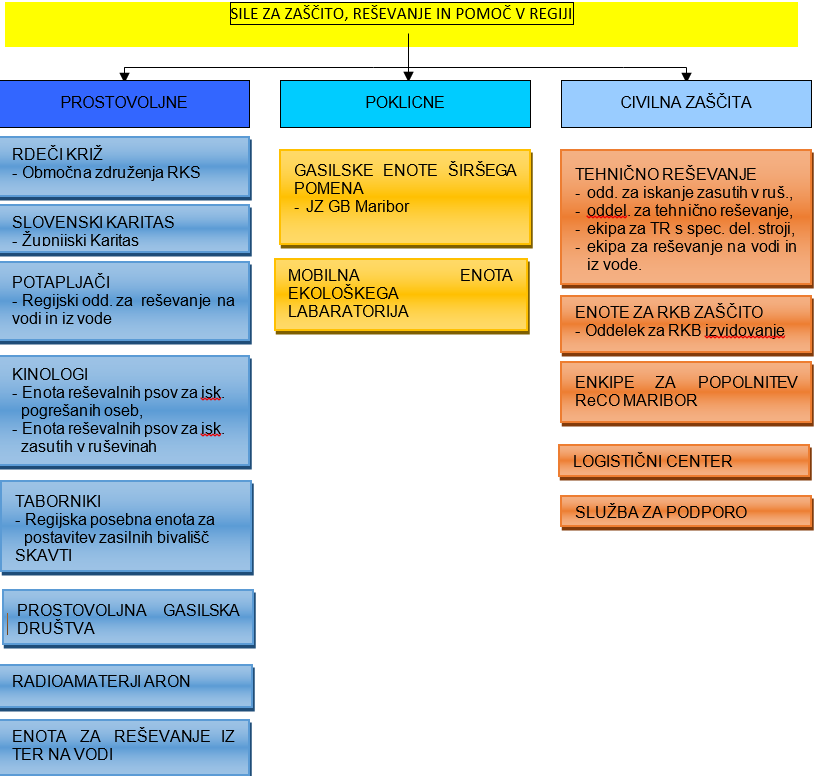 SILE ZA ZAŠČITO, REŠEVANJE IN POMOČ V REGIJI
PROSTOVOLJNE
RDEČI KRIŽ
- Območna združenja RKS
SLOVENSKI KARITAS
- Župnijski Karitas
POTAPLJAČI
- Regijski odd. za reševanje na
vodi in iz vode
KINOLOGI
- Enota reševalnih psov za isk.
pogrešanih oseb,
- Enota reševalnih psov za isk.
zasutih v ruševinah
TABORNIKI
- Regijska posebna enota za
postavitev zasilnih bivališč
SKAVTI
PROSTOVOLJNA GASILSKA
DRUŠTVA
RADIOAMATERJI ARON
ENOTA ZA REŠEVANJE IZ
TER NA VODI
POKLICNE
GASILSKE ENOTE ŠIRŠEGA
POMENA
- JZ GB Maribor
MOBILNA ENOTA
EKOLOŠKEGA
LABARATORIJA
CIVILNA ZAŠČITA
TEHNIČNO REŠEVANJE
- odd. za iskanje zasutih v ruš.,
- oddel. za tehnično reševanje,
- ekipa za TR s spec. del. stroji,
- ekipa za reševanje na vodi in
iz vode.
ENOTE ZA RKB ZAŠČITO
- Oddelek za RKB izvidovanje
ENKIPE ZA POPOLNITEV
ReCO MARIBOR
LOGISTIČNI CENTER
SLUŽBA ZA PODPORO